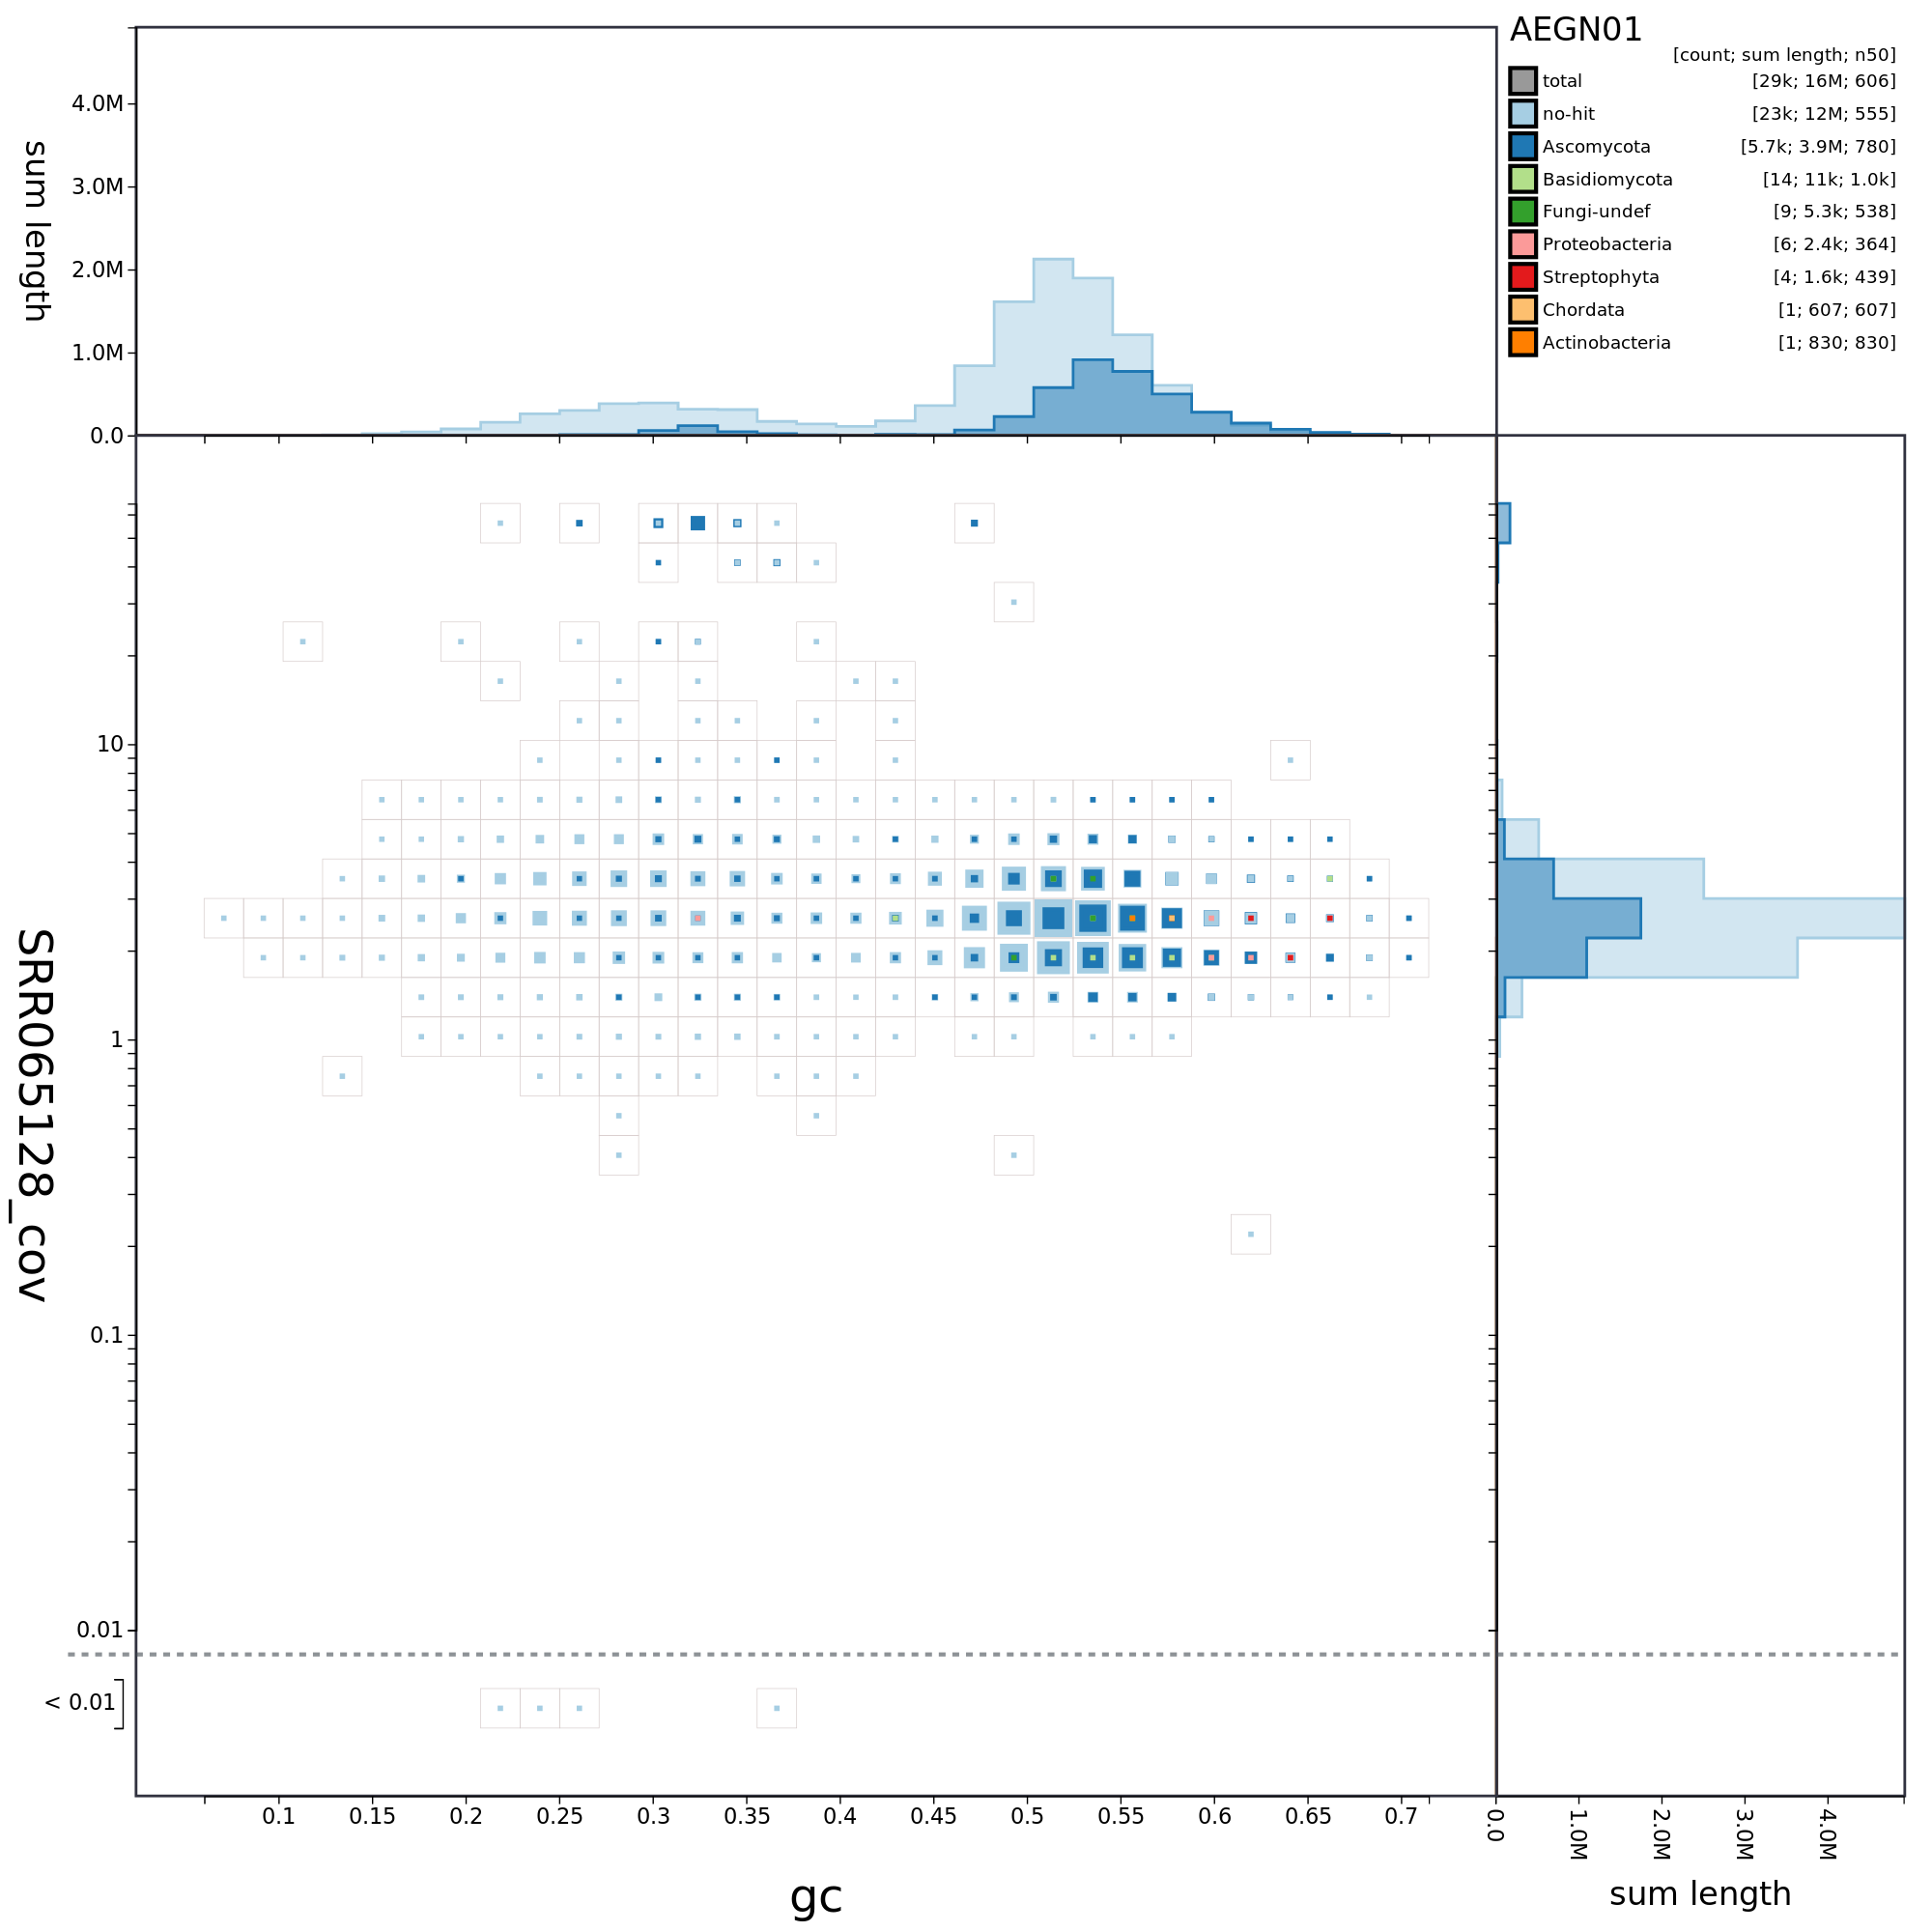 AEGN01
[count; sum length; n50]
total [29k; 16M; 606]
no-hit [23k; 12M; 555]
Ascomycota [5.7k; 3.9M; 780]
Basidiomycota [14; 11k; 1.0k]
Fungi-undef [9; 5.3k; 538]
Proteobacteria [6; 2.4k; 364]
Streptophyta [4; 1.6k; 439]
Chordata [1; 607; 607]
Actinobacteria [1; 830; 830]
sum length
4.0M
3.0M
2.0M
1.0M
0.0
SRR065128_cov
10
1
0.1
0.01
< 0.01
0.1 0.15 0.2 0.25 0.3 0.35 0.4 0.45 0.5 0.55 0.6 0.65 0.7
gc
0.0 1.0M 2.0M 3.0M 4.0M
sum length